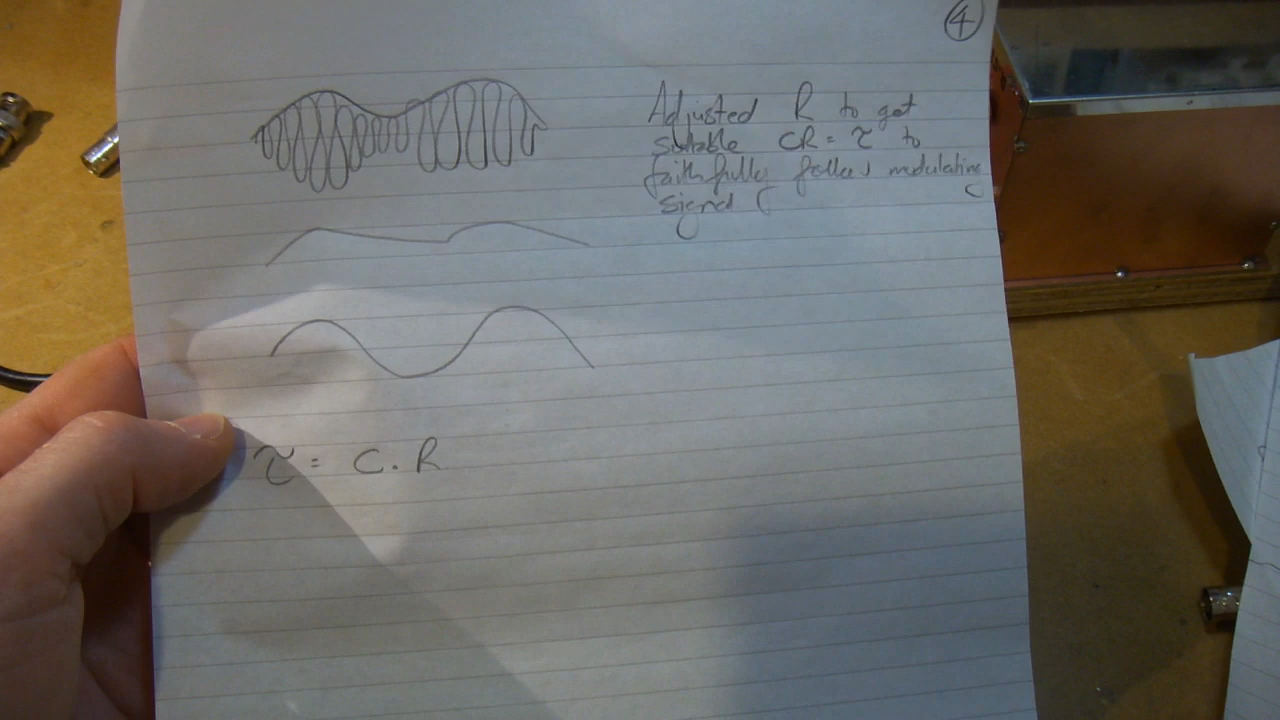 ④
Adjusted R to get
suitable CR = τ to
faithfully follow modulating
signal (
τ = C.R